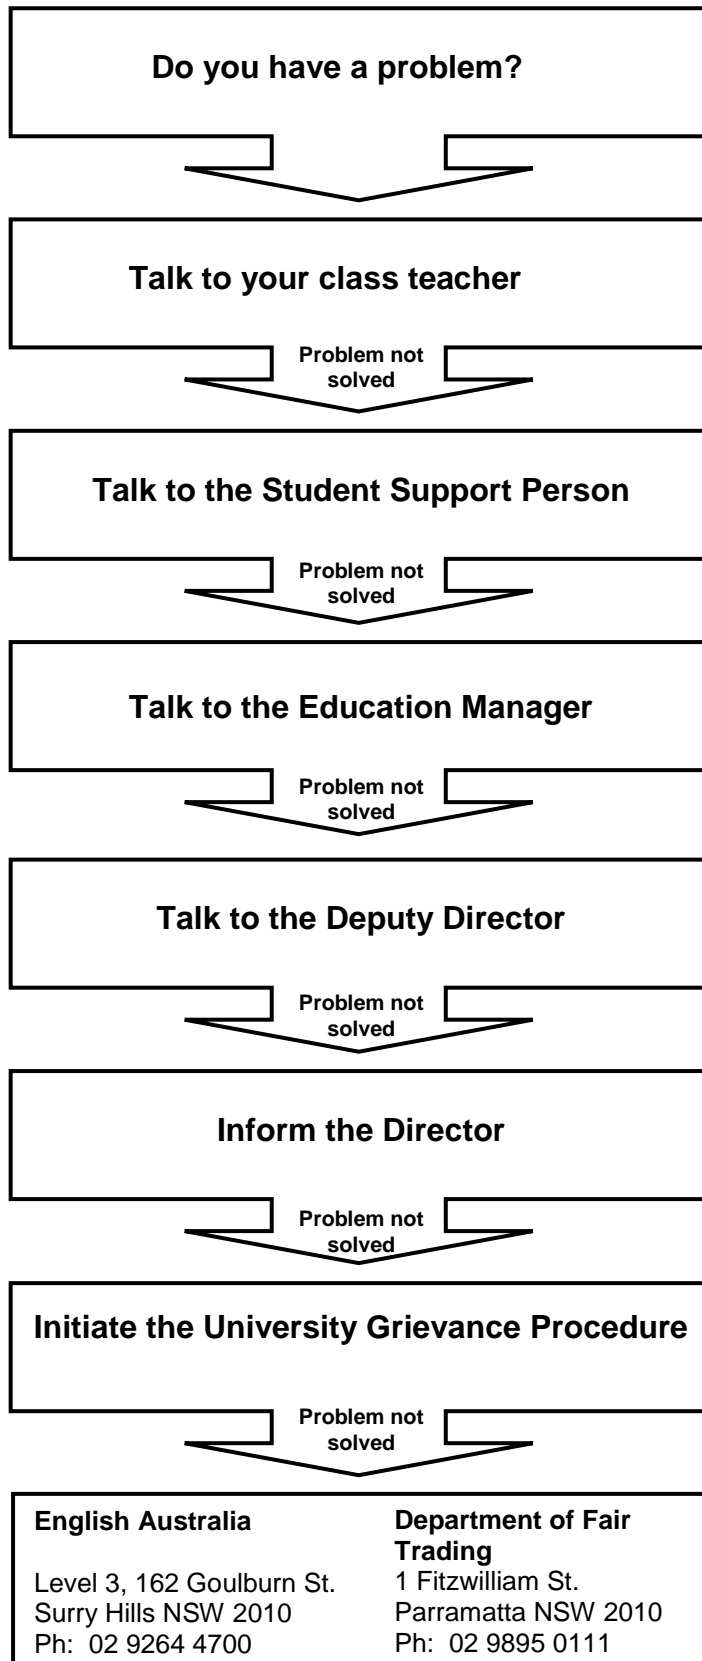 Do you have a problem?
Talk to your class teacher
Problem not
solved
Talk to the Student Support Person
Problem not
solved
Talk to the Education Manager
Problem not
solved
Talk to the Deputy Director
Problem not
solved
Inform the Director
Problem not
solved
Initiate the University Grievance Procedure
Problem not
solved
English Australia
Level 3, 162 Goulburn St.
Surry Hills NSW 2010
Ph: 02 9264 4700
Department of Fair
Trading
1 Fitzwilliam St.
Parramatta NSW 2010
Ph: 02 9895 0111